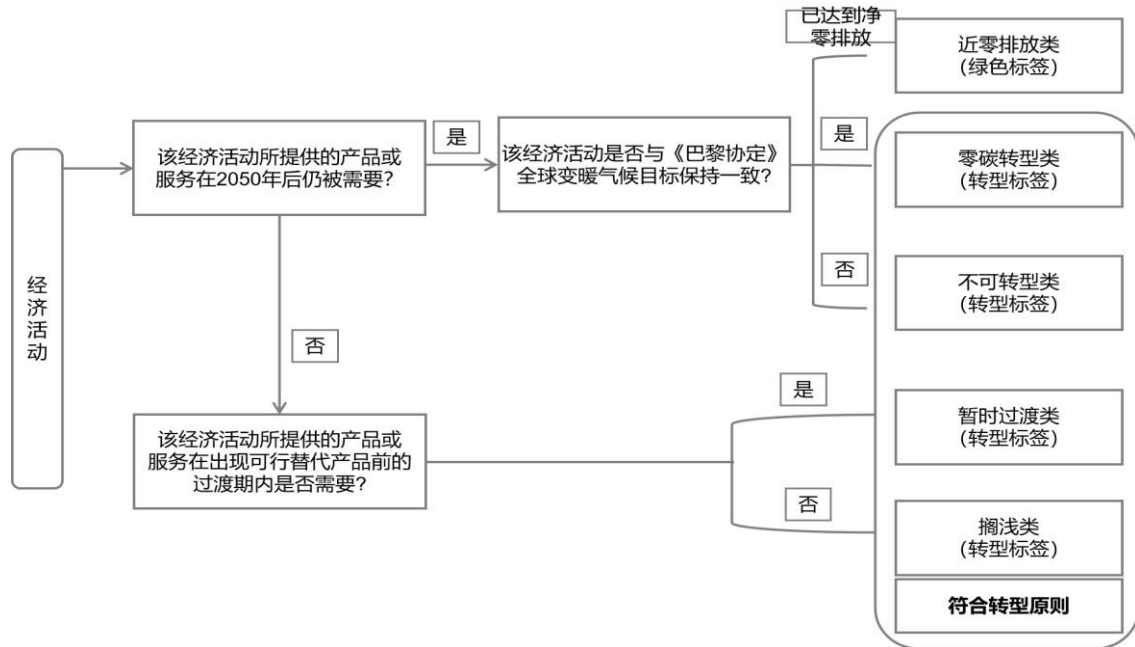 已达到净
零排放
近零排放类
(绿色标签)
是
是
该经济活动所提供的产品或
服务在2050年后仍被需要?
该经济活动是否与《巴黎协定》
全球变暖气候目标保持一致?
零碳转型类
(转型标签)
经
济
活
动
否
不可转型类
(转型标签)
否
是
该经济活动所提供的产品或
服务在出现可行替代产品前的
过渡期内是否需要?
暂时过渡类
(转型标签)
否
搁浅类
(转型标签)
符合转型原则